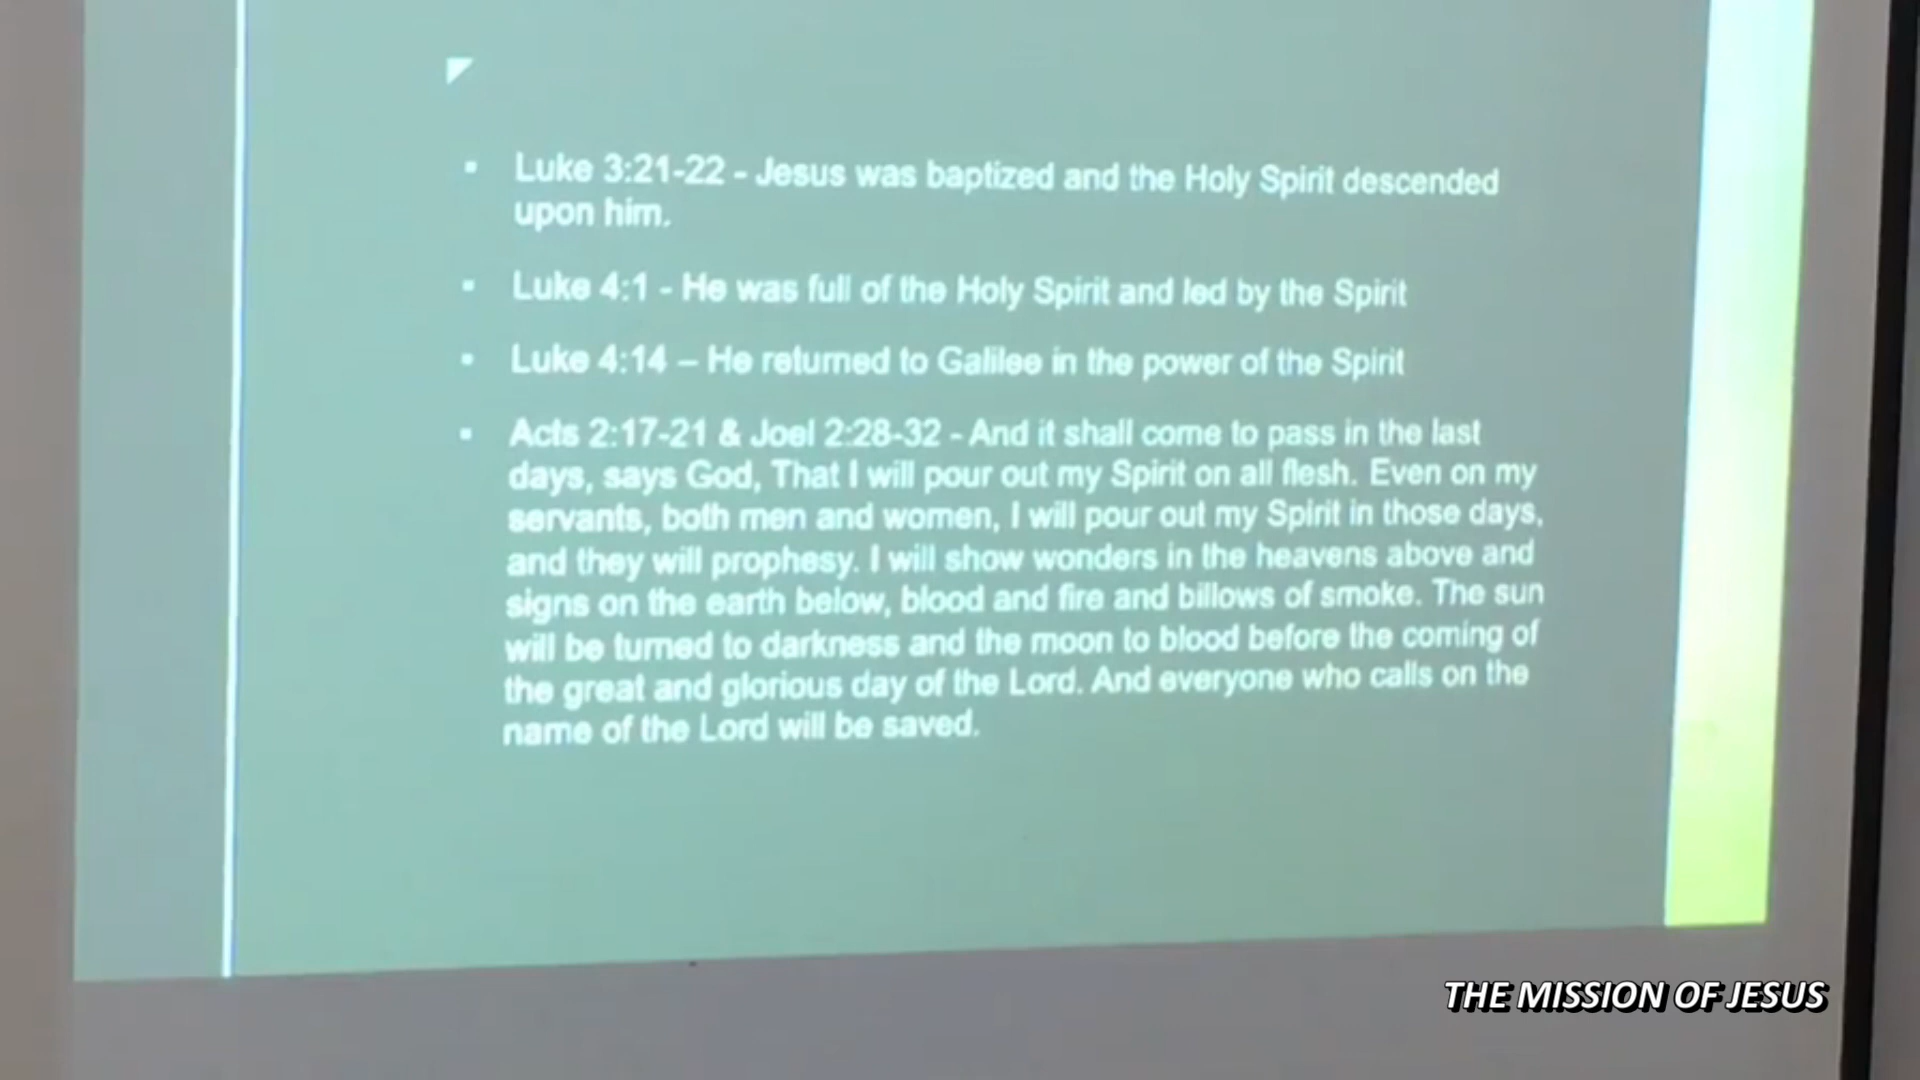 ▪ Luke 3:21-22 - Jesus was baptized and the Holy Spirit descended
upon him.
▪ Luke 4:1 - He was full of the Holy Spirit and led by the Spirit
▪ Luke 4:14 – He returned to Galilee in the power of the Spirit
▪ Acts 2:17-21 & Joel 2:28-32 - And it shall come to pass in the last
days, says God, That I will pour out my Spirit on all flesh. Even on my
servants, both men and women, I will pour out my Spirit in those days,
and they will prophesy. I will show wonders in the heavens above and
signs on the earth below, blood and fire and billows of smoke. The sun
will be turned to darkness and the moon to blood before the coming of
the great and glorious day of the Lord. And everyone who calls on the
name of the Lord will be saved.
THE MISSION OF JESUS